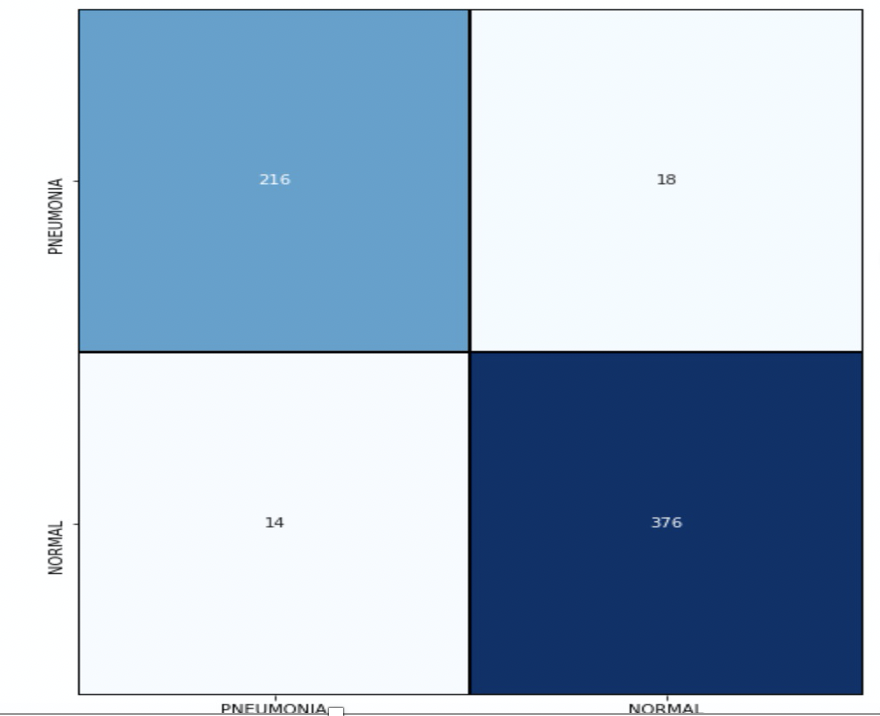 PNEUMONIA
216
18
NORMAL
14
376
PNEUMONIA
NORMAL